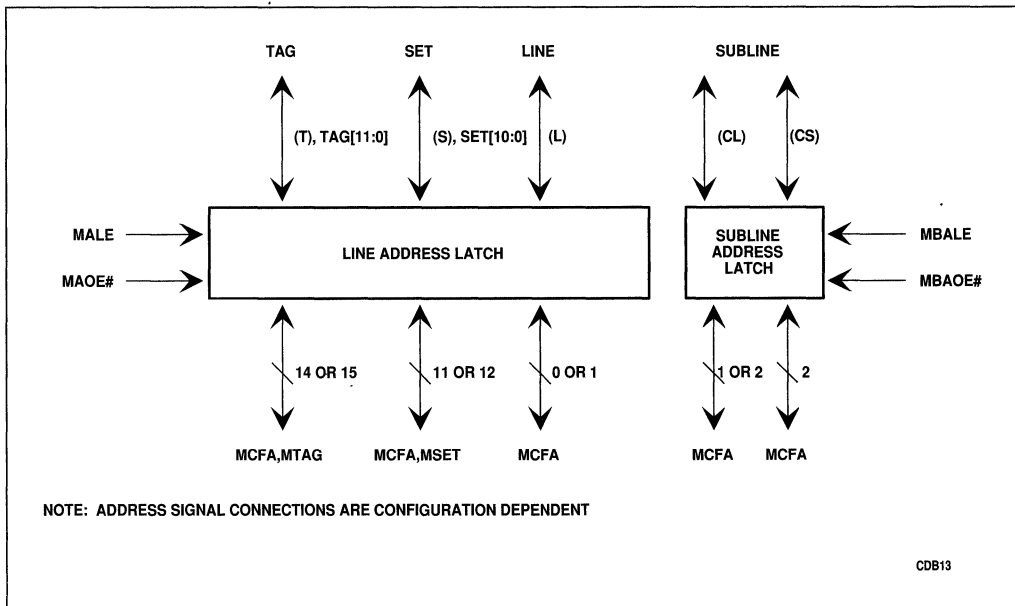 TAG SET LINE SUBLINE
(T), TAG[11:0] (S), SET[10:0] (L) (CL) (CS)
MALE LINE ADDRESS LATCH SUBLINE ADDRESS LATCH MBALE
MAOE# MBAOE#
14 OR 15 11 OR 12 0 OR 1 1 OR 2 2
MCFA,MTAG MCFA,MSET MCFA MCFA MCFA
NOTE: ADDRESS SIGNAL CONNECTIONS ARE CONFIGURATION DEPENDENT
CDB13